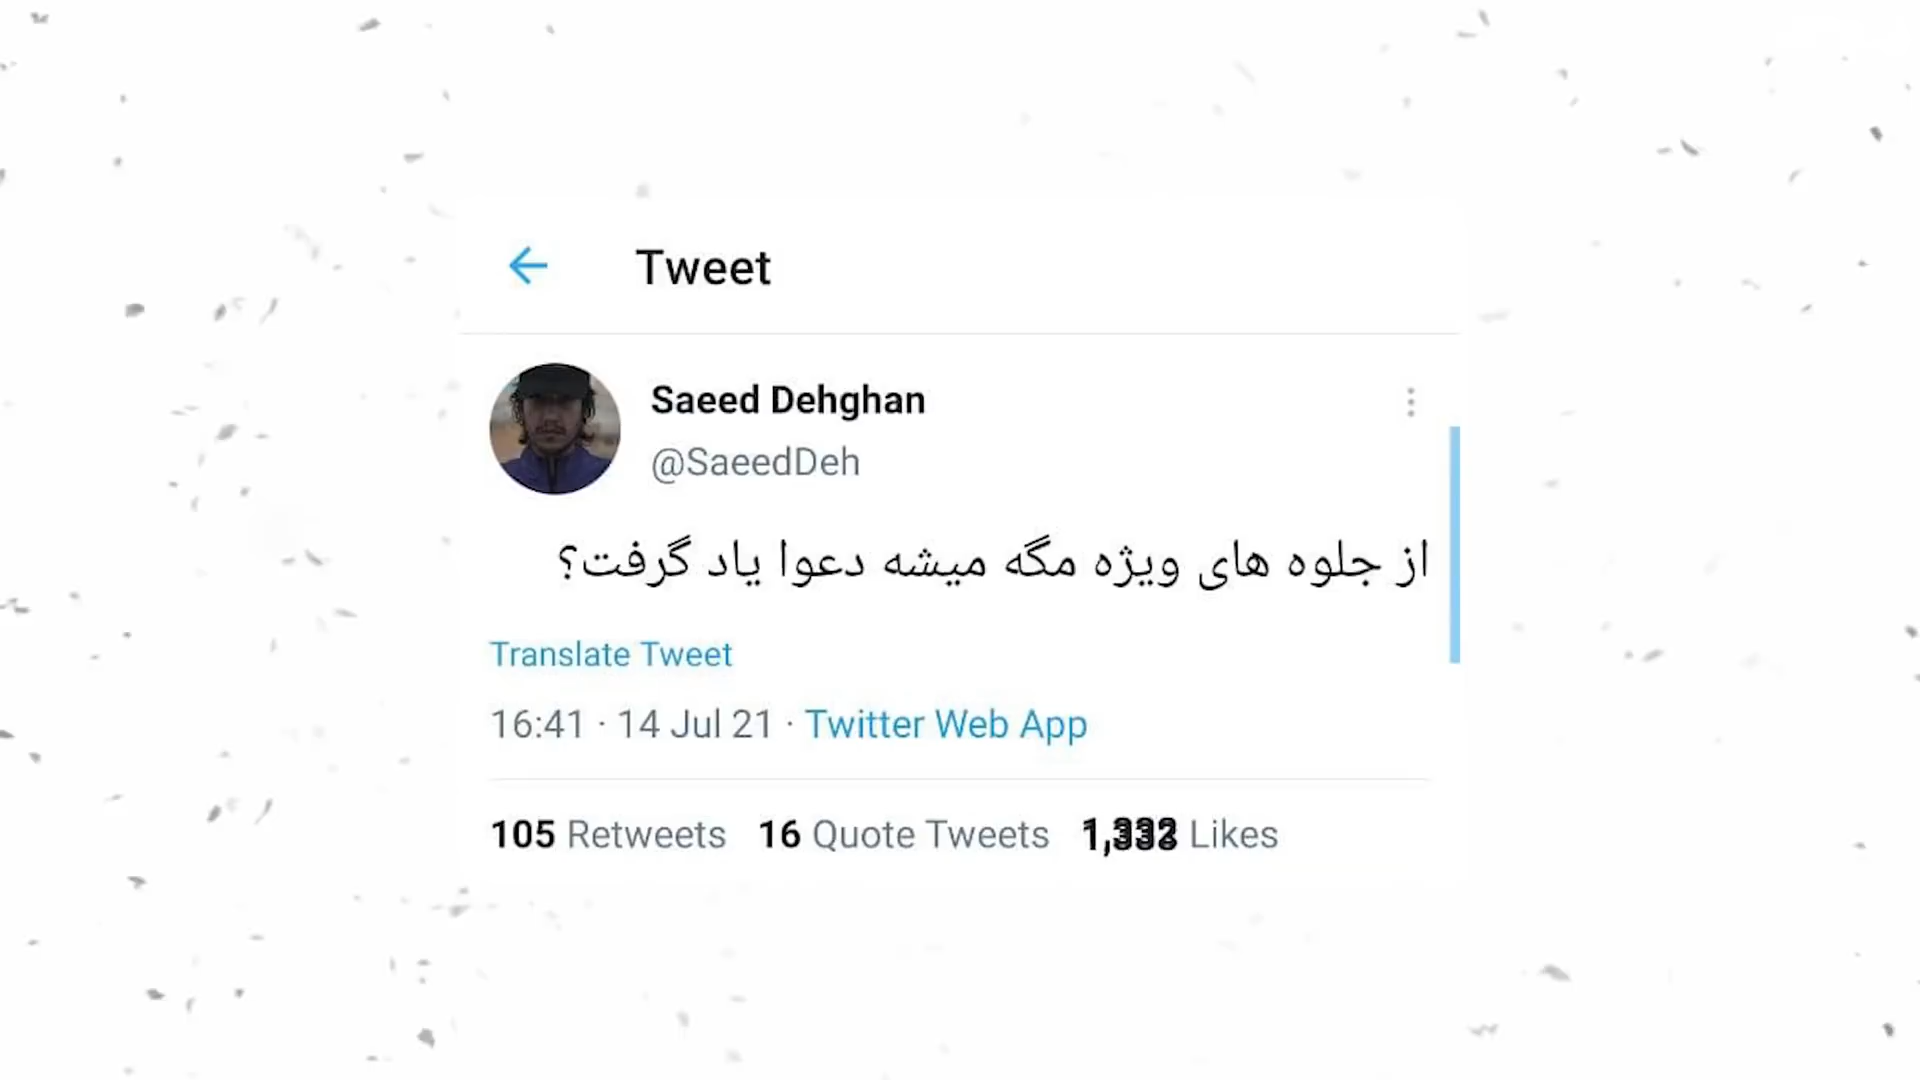 Tweet
Saeed Dehghan
@SaeedDeh
از جلوه های ویژه مگه میشه دعوا یاد گرفت؟
Translate Tweet
16:41 · 14 Jul 21 · Twitter Web App
105 Retweets 16 Quote Tweets Likes